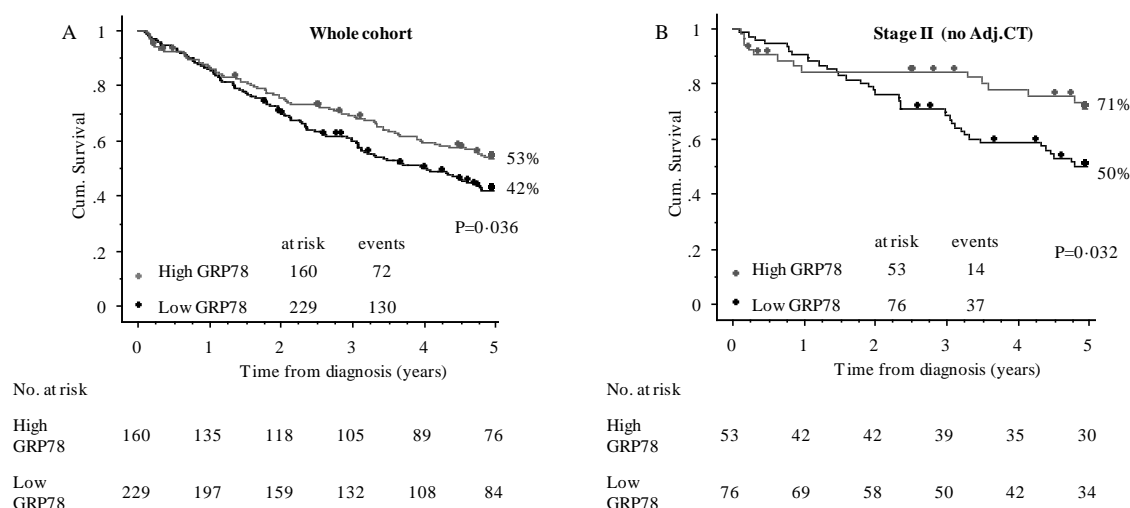 A
Whole cohort
1
.8
.6
.4
.2
0
Cum. Survival
53%
42%
P=0·036
at risk events
High GRP78 160 72
Low GRP78 229 130
0 1 2 3 4 5
Time from diagnosis (years)
No. at risk
High GRP78 160 135 118 105 89 76
Low GRP78 229 197 159 132 108 84
B
Stage II (no Adj.CT)
1
.8
.6
.4
.2
0
Cum. Survival
71%
50%
at risk events
P=0·032
High GRP78 53 14
Low GRP78 76 37
0 1 2 3 4 5
Time from diagnosis (years)
No. at risk
High GRP78 53 42 42 39 35 30
Low GRP78 76 69 58 50 42 34